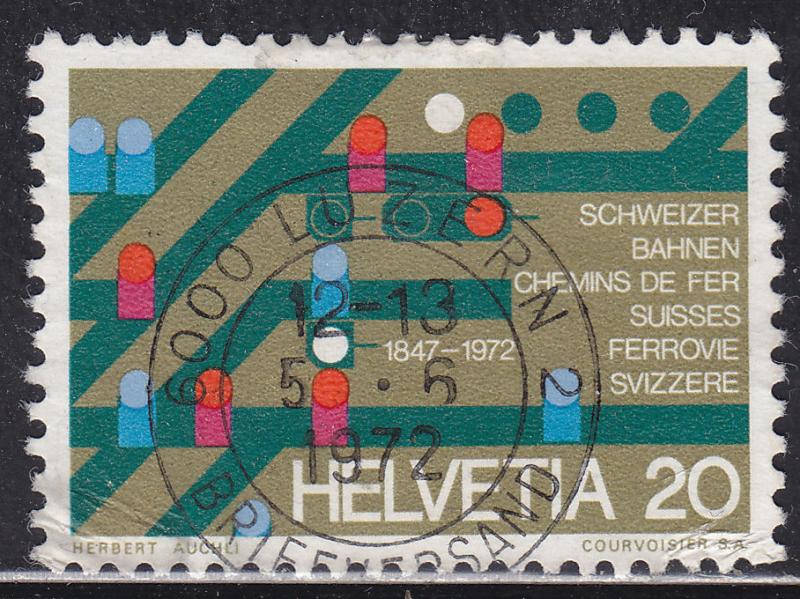 SCHWEIZER
BAHNEN
CHEMINS DE FER
SUISSES
1847–1972 FERROVIE
SVIZZERE
HELVETIA 20
HERBERT AUCHLI
COURVOISIER S.A.
6000 LUZERN 2
12–13
5.6
1972
BRIEFVERSAND